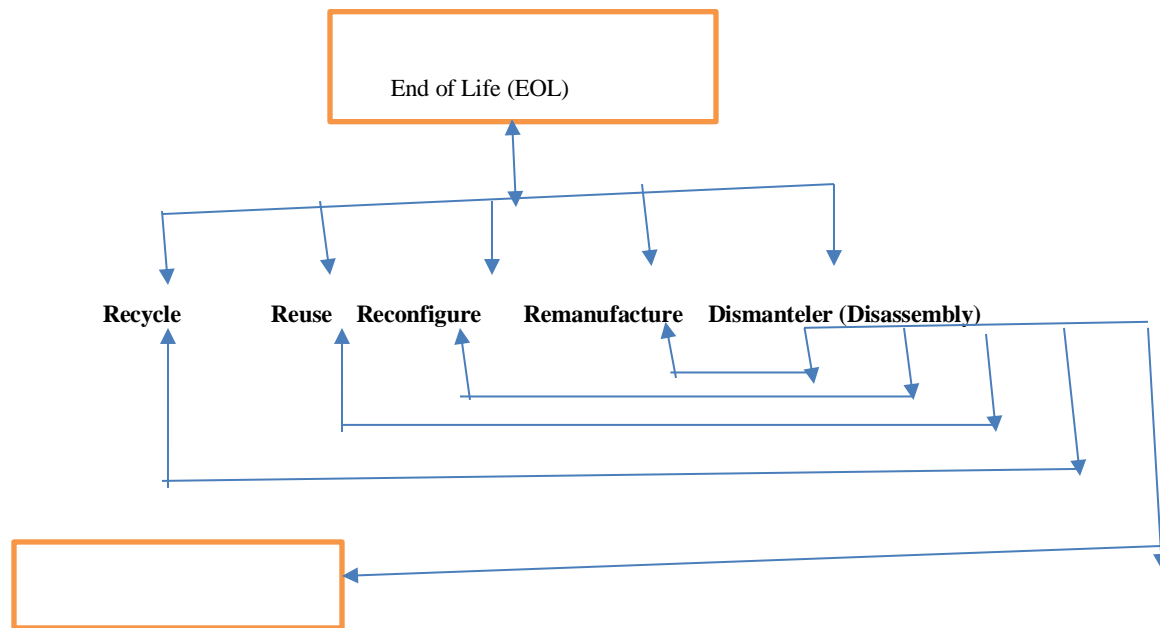 End of Life (EOL)
Recycle Reuse Reconfigure Remanufacture Dismanteler (Disassembly)